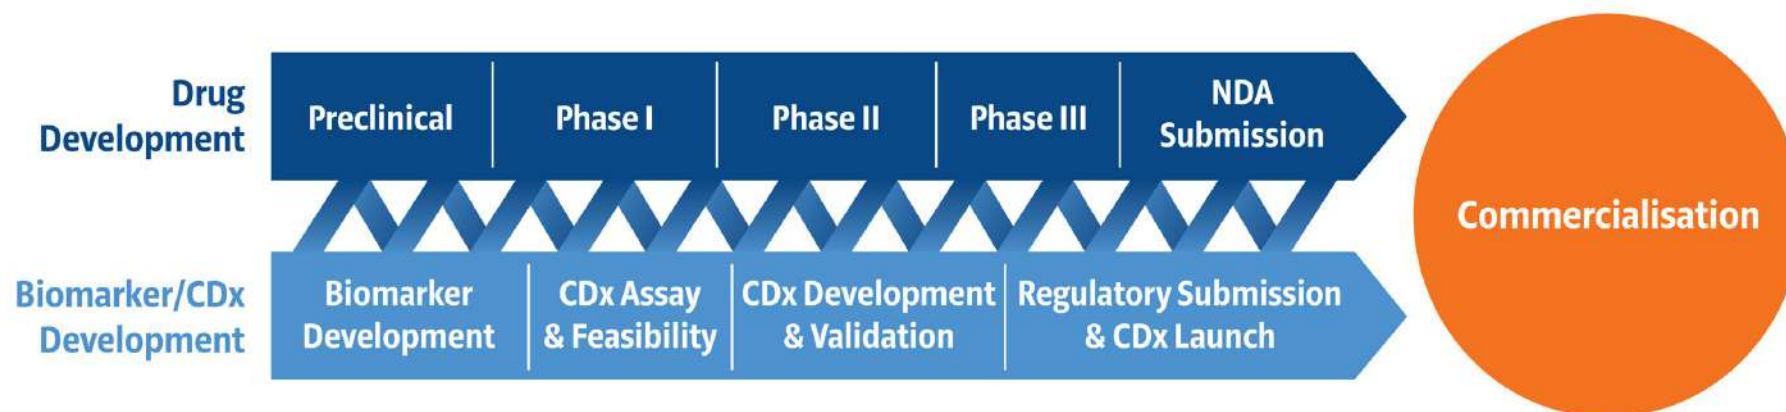 Drug
Development
Preclinical
Phase I
Phase II
Phase III
NDA
Submission
Biomarker/CDx
Development
Biomarker
Development
CDx Assay
& Feasibility
CDx Development
& Validation
Regulatory Submission
& CDx Launch
Commercialisation